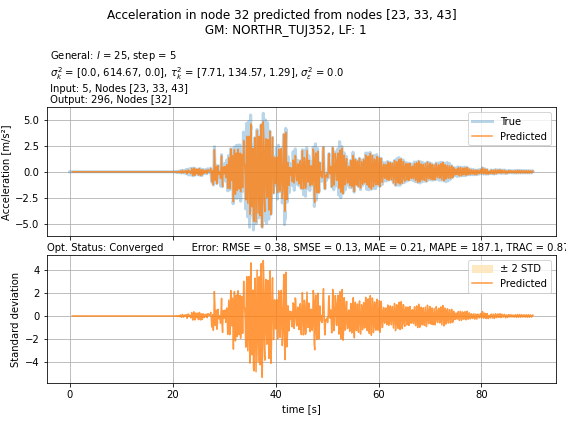 Acceleration in node 32 predicted from nodes [23, 33, 43]
GM: NORTHR_TUJ352, LF: 1
General: l = 25, step = 5
σ²ₖ = [0.0, 614.67, 0.0], τ²ₖ = [7.71, 134.57, 1.29], σ²ε = 0.0
Input: 5, Nodes [23, 33, 43]
Output: 296, Nodes [32]
Acceleration [m/s²]
5.0
2.5
0.0
−2.5
−5.0
True
Predicted
Opt. Status: Converged Error: RMSE = 0.38, SMSE = 0.13, MAE = 0.21, MAPE = 187.1, TRAC = 0.87
Standard deviation
4
2
0
−2
−4
± 2 STD
Predicted
0 20 40 60 80
time [s]